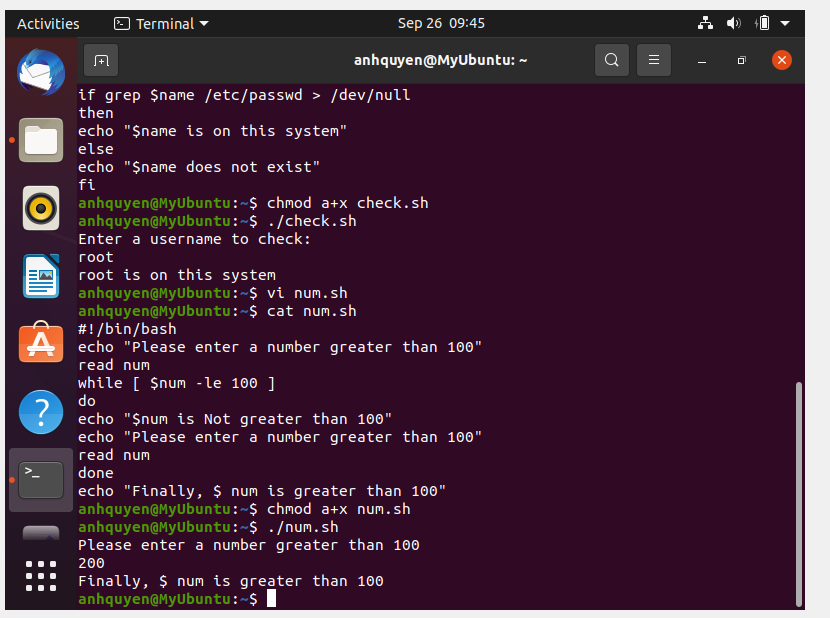 Activities
Terminal
Sep 26 09:45
anhquyen@MyUbuntu: ~
if grep $name /etc/passwd > /dev/null
then
echo "$name is on this system"
else
echo "$name does not exist"
fi
anhquyen@MyUbuntu:~$ chmod a+x check.sh
anhquyen@MyUbuntu:~$ ./check.sh
Enter a username to check:
root
root is on this system
anhquyen@MyUbuntu:~$ vi num.sh
anhquyen@MyUbuntu:~$ cat num.sh
#!/bin/bash
echo "Please enter a number greater than 100"
read num
while [ $num -le 100 ]
do
echo "$num is Not greater than 100"
echo "Please enter a number greater than 100"
read num
done
echo "Finally, $ num is greater than 100"
anhquyen@MyUbuntu:~$ chmod a+x num.sh
anhquyen@MyUbuntu:~$ ./num.sh
Please enter a number greater than 100
200
Finally, $ num is greater than 100
anhquyen@MyUbuntu:~$